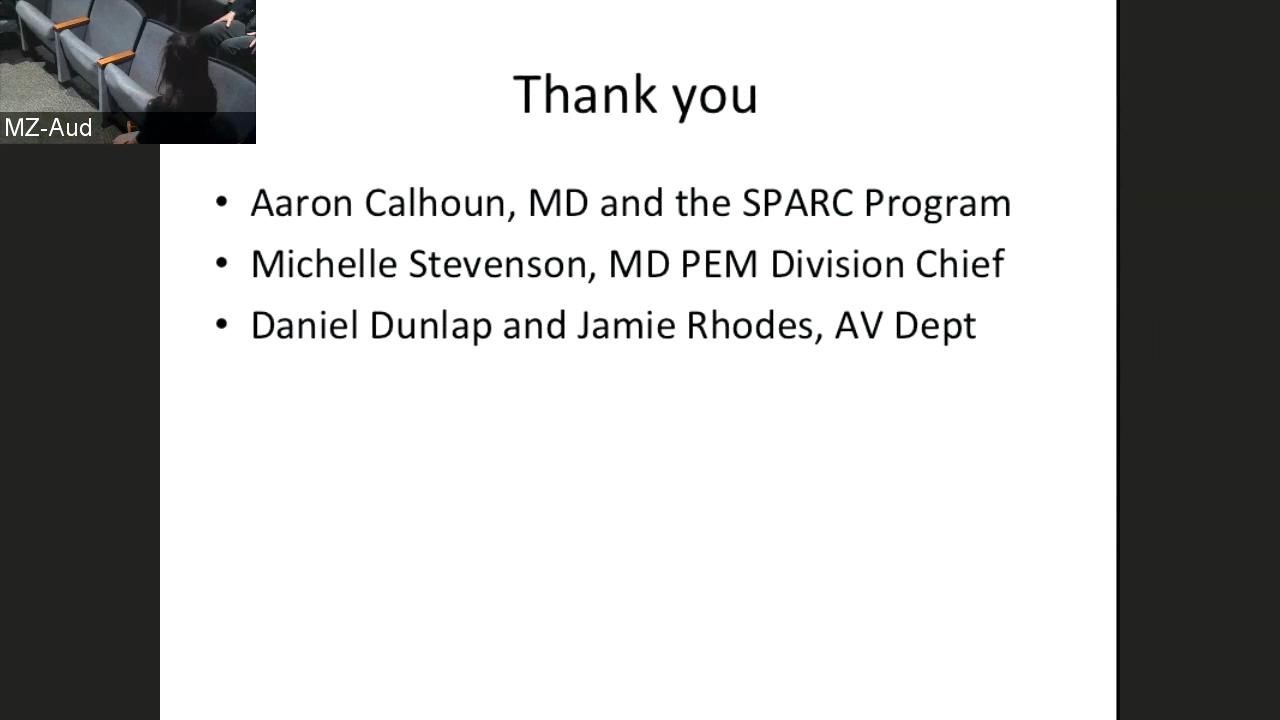 Thank you
MZ-Aud
• Aaron Calhoun, MD and the SPARC Program
• Michelle Stevenson, MD PEM Division Chief
• Daniel Dunlap and Jamie Rhodes, AV Dept